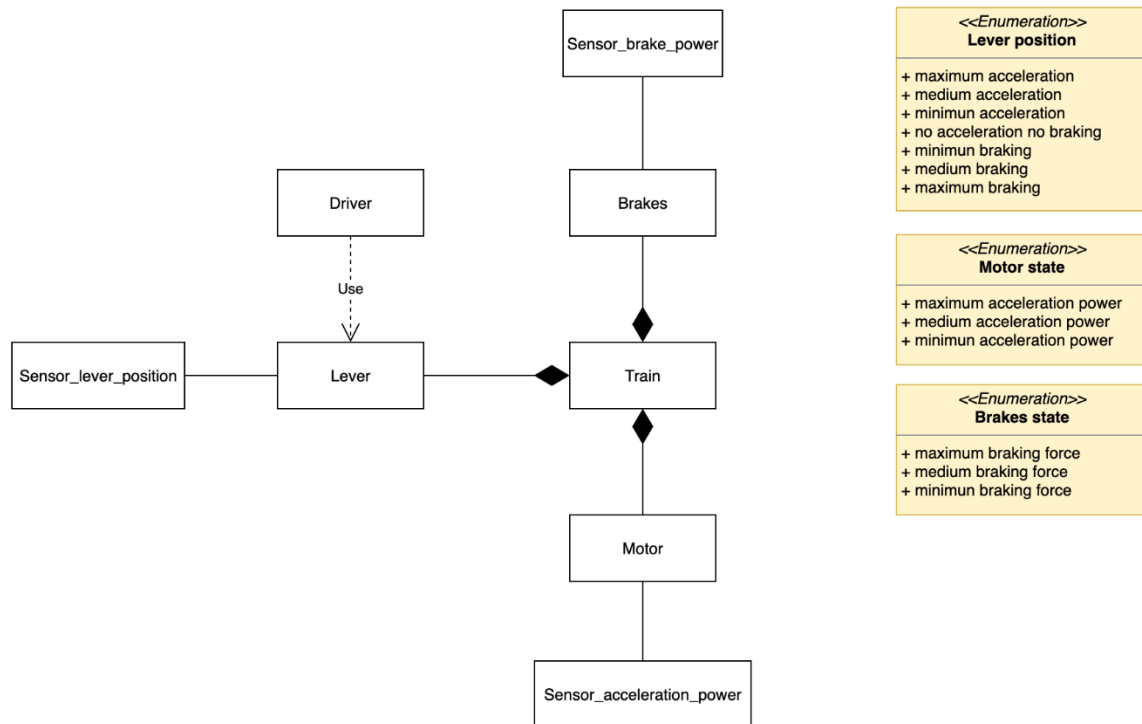 Sensor_brake_power
Driver
Brakes
Use
Sensor_lever_position
Lever
Train
Motor
Sensor_acceleration_power
<<Enumeration>>
Lever position
+ maximum acceleration
+ medium acceleration
+ minimun acceleration
+ no acceleration no braking
+ minimun braking
+ medium braking
+ maximum braking
<<Enumeration>>
Motor state
+ maximum acceleration power
+ medium acceleration power
+ minimun acceleration power
<<Enumeration>>
Brakes state
+ maximum braking force
+ medium braking force
+ minimun braking force